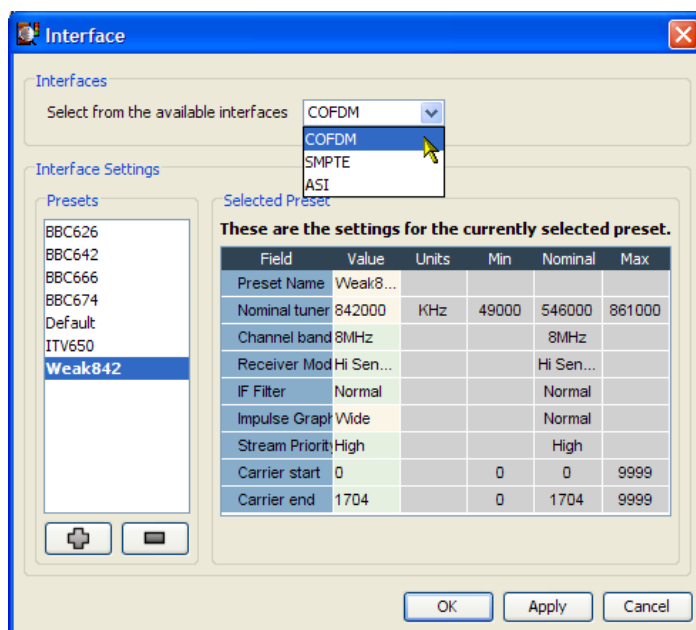 Interface
Interfaces
Select from the available interfaces COFDM
COFDM
SMPTE
ASI
Interface Settings
Presets
BBC626
BBC642
BBC666
BBC674
Default
ITV650
Weak842
Selected Preset
These are the settings for the currently selected preset.
Field Value Units Min Nominal Max
Preset Name Weak8...
Nominal tuner 842000 KHz 49000 546000 861000
Channel band 8MHz 8MHz
Receiver Mod Hi Sen... Hi Sen...
IF Filter Normal Normal
Impulse Graph Wide Normal
Stream Priority High High
Carrier start 0 0 0 9999
Carrier end 1704 0 1704 9999
OK Apply Cancel